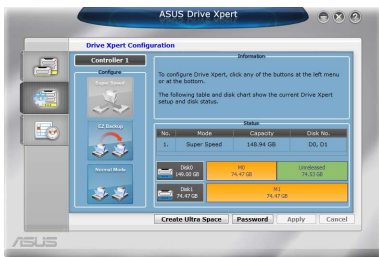 ASUS Drive Xpert
Drive Xpert Configuration
Controller 1
Configure
Super Speed
EZ Backup
Normal Mode
Information
To configure Drive Xpert, click any of the buttons at the left menu
or at the bottom.
The following table and disk chart show the current Drive Xpert
setup and disk status.
Status
No. Mode Capacity Disk No.
1. Super Speed 148.94 GB D0, D1
Disk0 M0 Unreleased
149.00 GB 74.47 GB 74.53 GB
Disk1 M1
74.47 GB 74.47 GB
Create Ultra Space Password Apply Cancel
ASUS